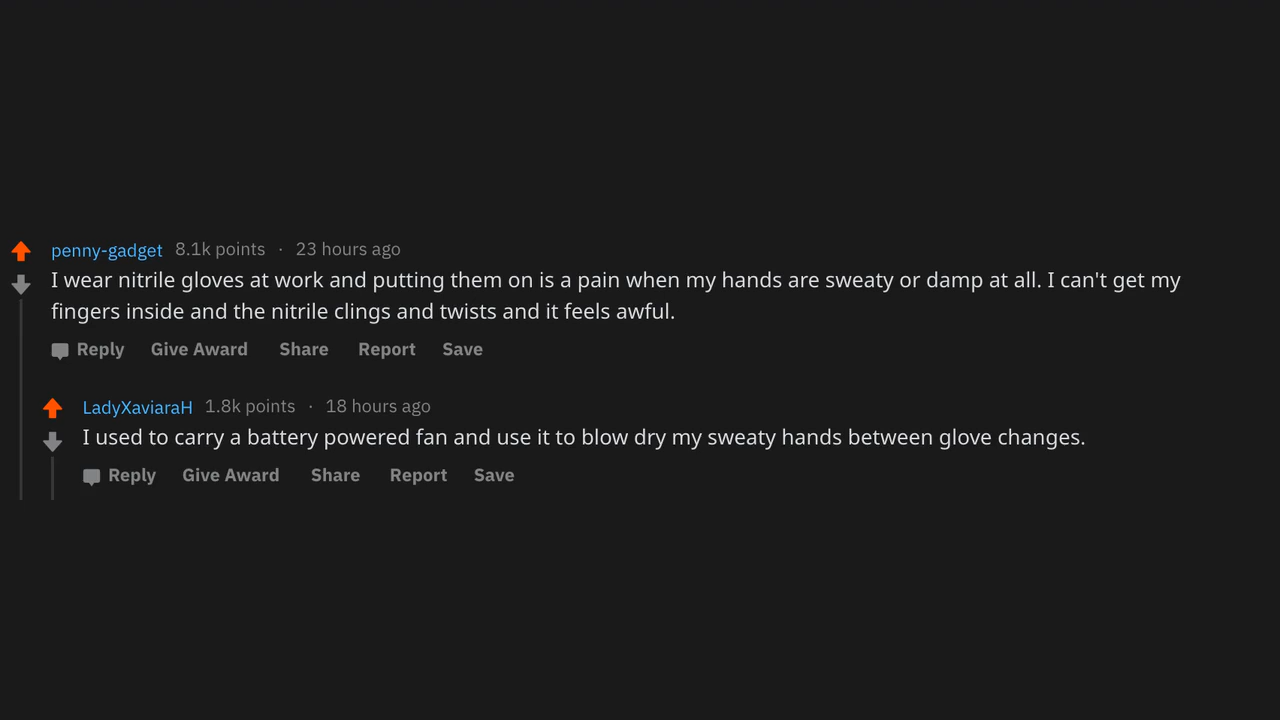 penny-gadget 8.1k points · 23 hours ago
I wear nitrile gloves at work and putting them on is a pain when my hands are sweaty or damp at all. I can't get my
fingers inside and the nitrile clings and twists and it feels awful.
Reply Give Award Share Report Save
LadyXaviaraH 1.8k points · 18 hours ago
I used to carry a battery powered fan and use it to blow dry my sweaty hands between glove changes.
Reply Give Award Share Report Save